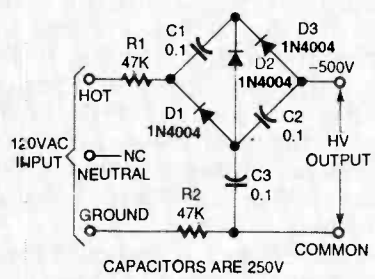 C1
0.1
D3
1N4004
R1
47K
D2
1N4004
–500V
HOT
D1
1N4004
C2
0.1
120VAC
INPUT
NC
NEUTRAL
HV
OUTPUT
C3
0.1
R2
47K
GROUND
COMMON
CAPACITORS ARE 250V